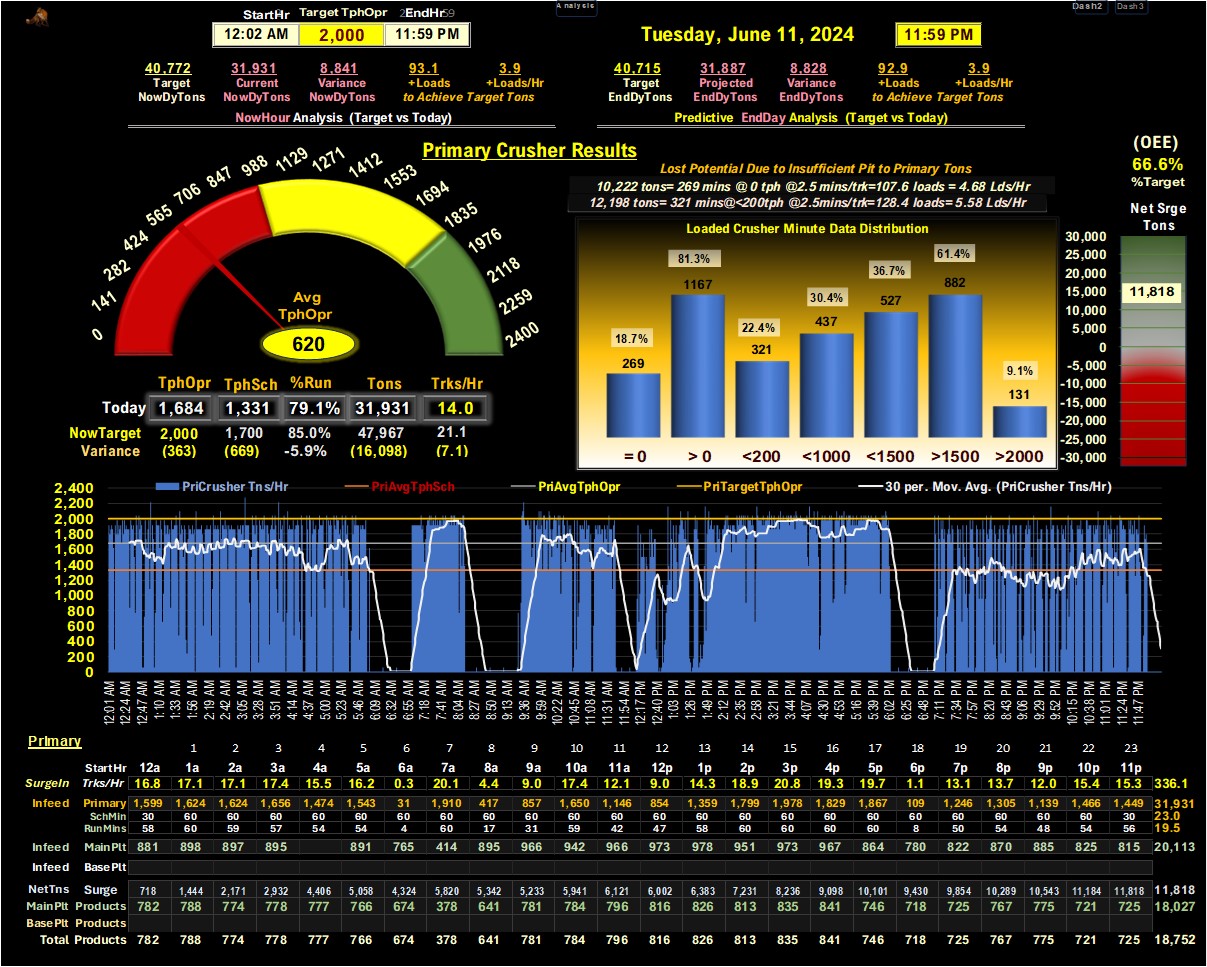 Analysis
Dash2 Dash3
StartHr Target TphOpr EndHr
12:02 AM 2,000 11:59 PM
Tuesday, June 11, 2024 11:59 PM
40,772 31,931 8,841 93.1 3.9
Target Current Variance +Loads +Loads/Hr
NowDyTons NowDyTons NowDyTons to Achieve Target Tons
NowHour Analysis (Target vs Today)
40,715 31,887 8,828 92.9 3.9
Target Projected Variance +Loads +Loads/Hr
EndDyTons EndDyTons EndDyTons to Achieve Target Tons
Predictive EndDay Analysis (Target vs Today)
Primary Crusher Results
0 141 282 424 565 706 847 988 1129 1271 1412 1553 1694 1835 1976 2118 2259 2400
Avg
TphOpr
620
TphOpr TphSch %Run Tons Trks/Hr
Today 1,684 1,331 79.1% 31,931 14.0
NowTarget 2,000 1,700 85.0% 47,967 21.1
Variance (363) (669) -5.9% (16,098) (7.1)
Lost Potential Due to Insufficient Pit to Primary Tons
10,222 tons= 269 mins @ 0 tph @2.5 mins/trk=107.6 loads = 4.68 Lds/Hr
12,198 tons= 321 mins@<200tph @2.5mins/trk=128.4 loads= 5.58 Lds/Hr
Loaded Crusher Minute Data Distribution
18.7% 81.3% 22.4% 30.4% 36.7% 61.4% 9.1%
269 1167 321 437 527 882 131
= 0 > 0 <200 <1000 <1500 >1500 >2000
(OEE)
66.6%
%Target
Net Srge
Tons
30,000
25,000
20,000
15,000
10,000
5,000
0
-5,000
-10,000
-15,000
-20,000
-25,000
-30,000
11,818
PriCrusher Tns/Hr PriAvgTphSch PriAvgTphOpr PriTargetTphOpr 30 per. Mov. Avg. (PriCrusher Tns/Hr)
2,400
2,200
2,000
1,800
1,600
1,400
1,200
1,000
800
600
400
200
0
12:01 AM 12:24 AM 12:47 AM 1:10 AM 1:33 AM 1:56 AM 2:19 AM 2:42 AM 3:05 AM 3:28 AM 3:51 AM 4:14 AM 4:37 AM 5:00 AM 5:23 AM 5:46 AM 6:09 AM 6:32 AM 6:55 AM 7:18 AM 7:41 AM 8:04 AM 8:27 AM 8:50 AM 9:13 AM 9:36 AM 9:59 AM 10:22 AM 10:45 AM 11:08 AM 11:31 AM 11:54 AM 12:17 PM 12:40 PM 1:03 PM 1:26 PM 1:49 PM 2:12 PM 2:35 PM 2:58 PM 3:21 PM 3:44 PM 4:07 PM 4:30 PM 4:53 PM 5:16 PM 5:39 PM 6:02 PM 6:25 PM 6:48 PM 7:11 PM 7:34 PM 7:57 PM 8:20 PM 8:43 PM 9:06 PM 9:29 PM 9:52 PM 10:15 PM 10:38 PM 11:01 PM 11:24 PM 11:47 PM
Primary
1 2 3 4 5 6 7 8 9 10 11 12 13 14 15 16 17 18 19 20 21 22 23
StartHr 12a 1a 2a 3a 4a 5a 6a 7a 8a 9a 10a 11a 12p 1p 2p 3p 4p 5p 6p 7p 8p 9p 10p 11p
SurgeIn Trks/Hr 16.8 17.1 17.1 17.4 15.5 16.2 0.3 20.1 4.4 9.0 17.4 12.1 9.0 14.3 18.9 20.8 19.3 19.7 1.1 13.1 13.7 12.0 15.4 15.3 336.1
Infeed Primary 1,599 1,624 1,624 1,656 1,474 1,543 31 1,910 417 857 1,650 1,146 854 1,359 1,799 1,978 1,829 1,867 109 1,246 1,305 1,139 1,466 1,449 31,931
SchMin 30 60 60 60 60 60 60 60 60 60 60 60 60 60 60 60 60 60 60 60 60 60 60 30 23.0
RunMins 58 60 59 57 54 54 4 60 17 31 59 42 47 58 60 60 60 60 8 50 54 48 54 56 19.5
Infeed MainPlt 881 898 897 895 891 765 414 895 966 942 966 973 978 951 973 967 864 780 822 870 885 825 815 20,113
Infeed BasePlt
NetTns Surge 718 1,444 2,171 2,932 4,406 5,058 4,324 5,820 5,342 5,233 5,941 6,121 6,002 6,383 7,231 8,236 9,098 10,101 9,430 9,854 10,289 10,543 11,184 11,818 11,818
MainPlt Products 782 788 774 778 777 766 674 378 641 781 784 796 816 826 813 835 841 746 718 725 767 775 721 725 18,027
BasePlt Products
Total Products 782 788 774 778 777 766 674 378 641 781 784 796 816 826 813 835 841 746 718 725 767 775 721 725 18,752